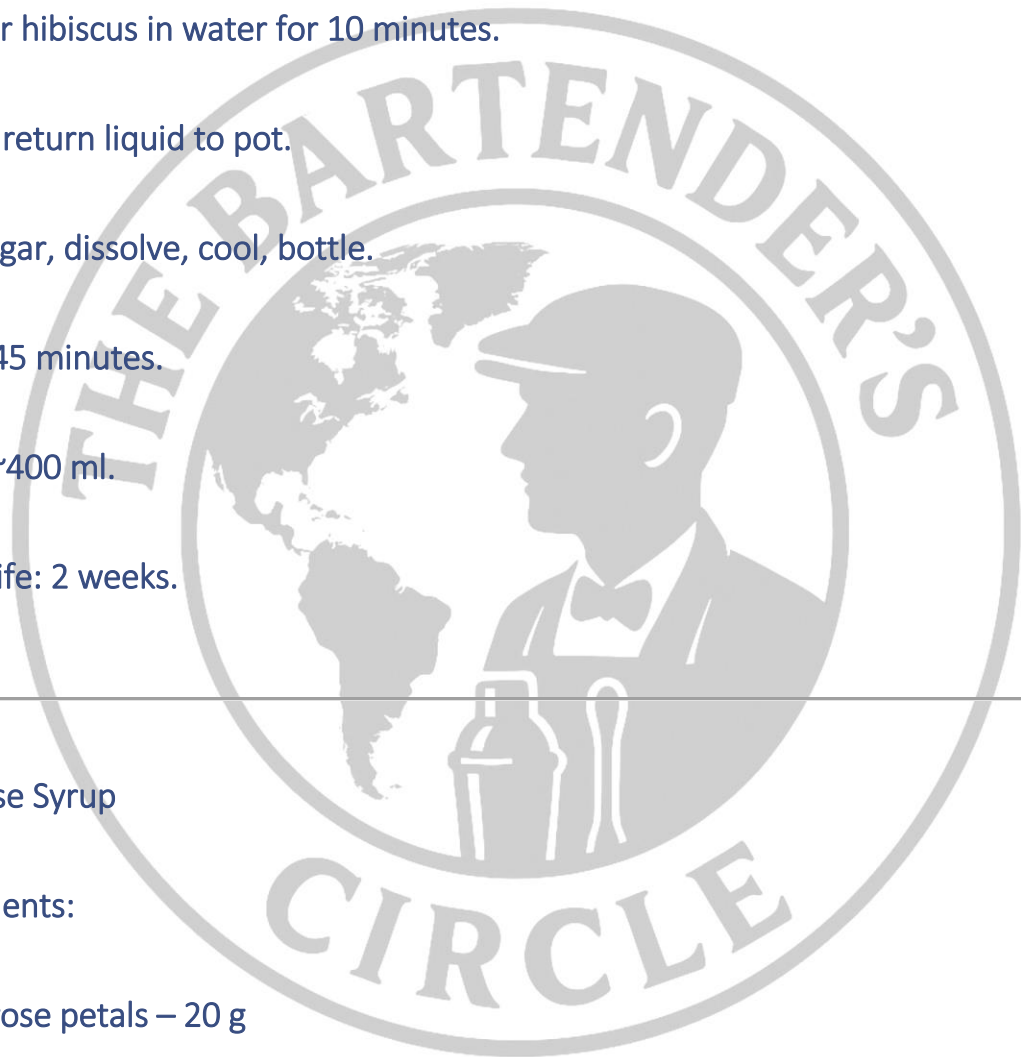 r hibiscus in water for 10 minutes.
return liquid to pot.
gar, dissolve, cool, bottle.
45 minutes.
~400 ml.
ife: 2 weeks.
se Syrup
ents:
ose petals – 20 g
THE BARTENDER'S
CIRCLE